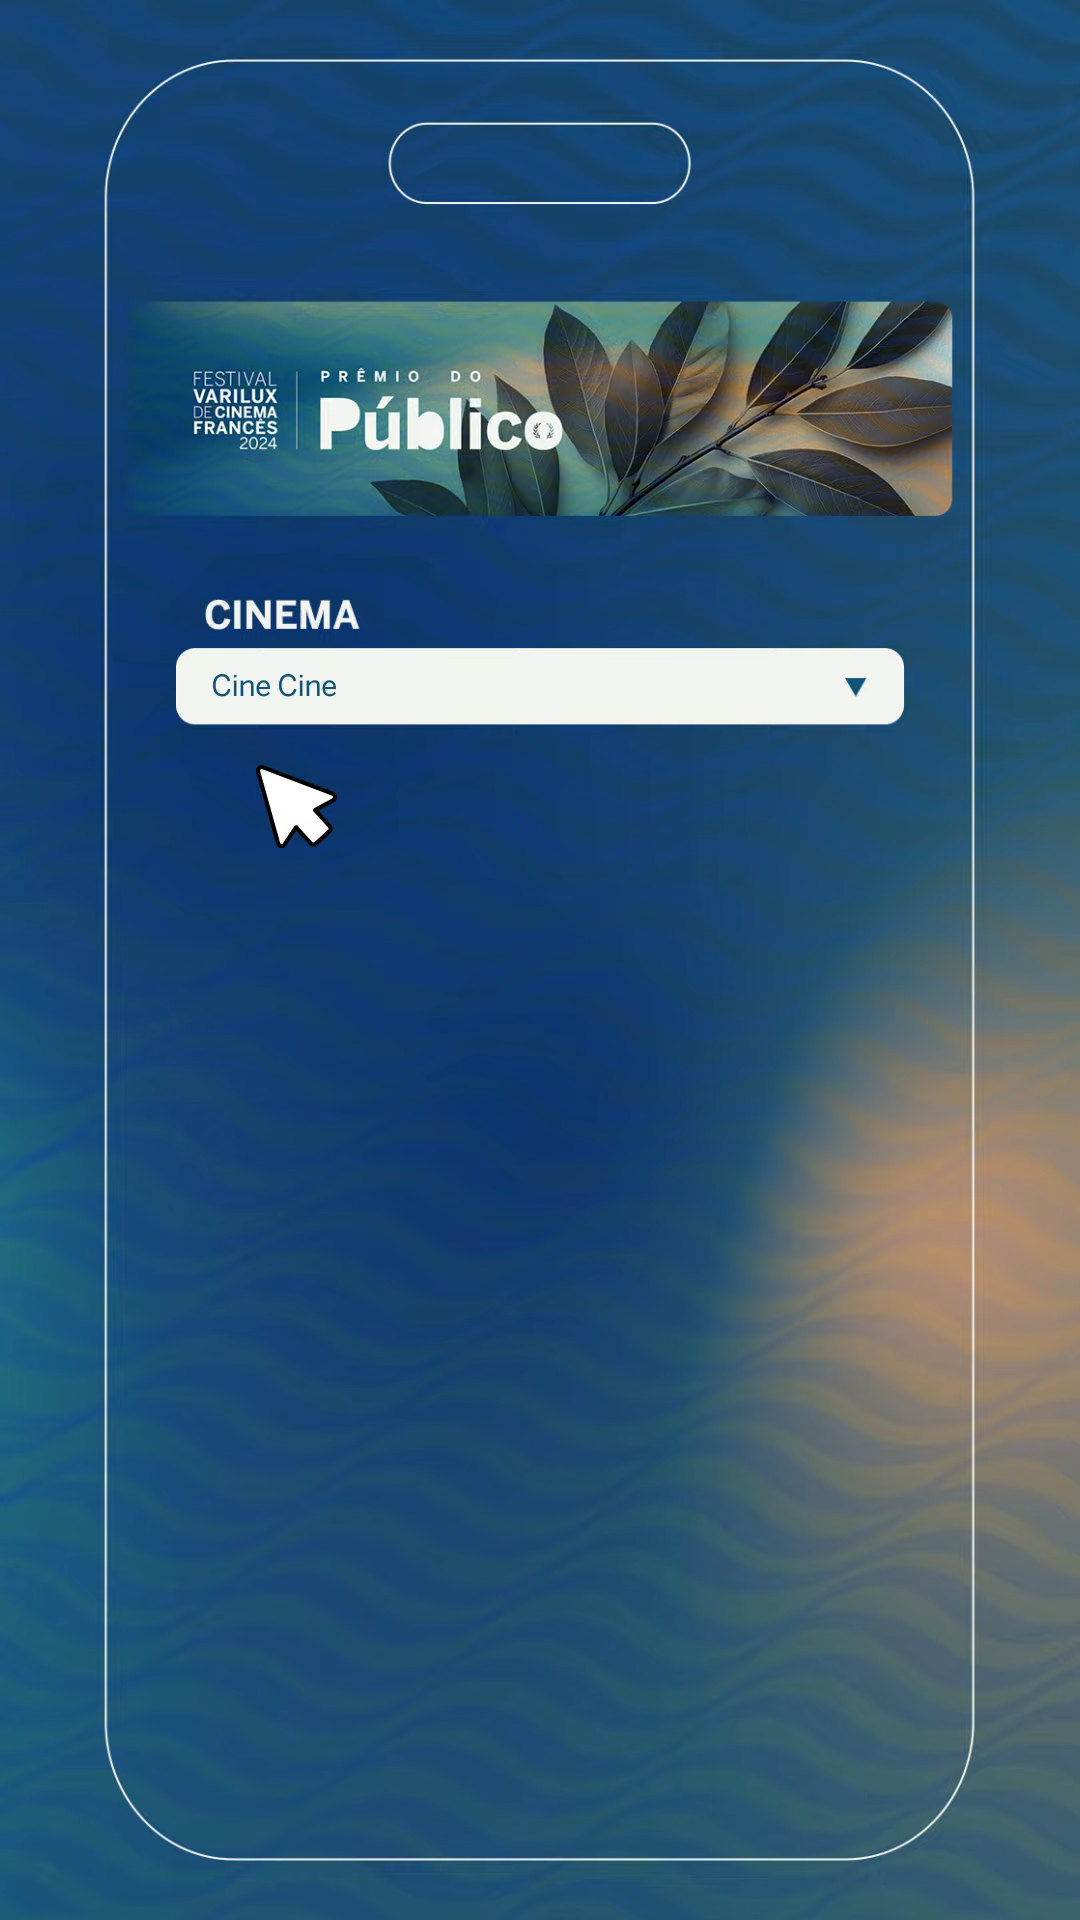 FESTIVAL
VARILUX
DE CINEMA
FRANCÊS
2024
PRÊMIO DO
Público
CINEMA
Cine Cine